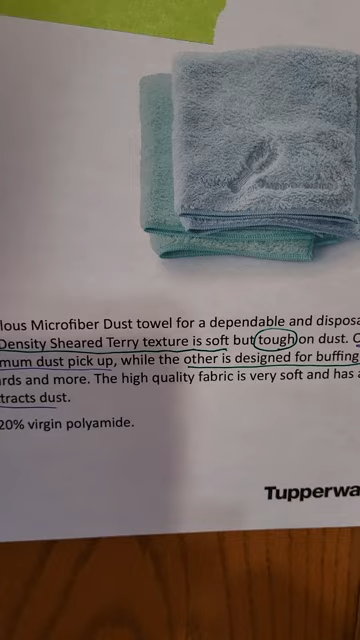 Tupperware
lous Microfiber Dust towel for a dependable and disposa
Density Sheared Terry texture is soft but tough on dust.
mum dust pick up, while the other is designed for buffing
ards and more. The high quality fabric is very soft and has a
tracts dust.
20% virgin polyamide.
Tupperwa